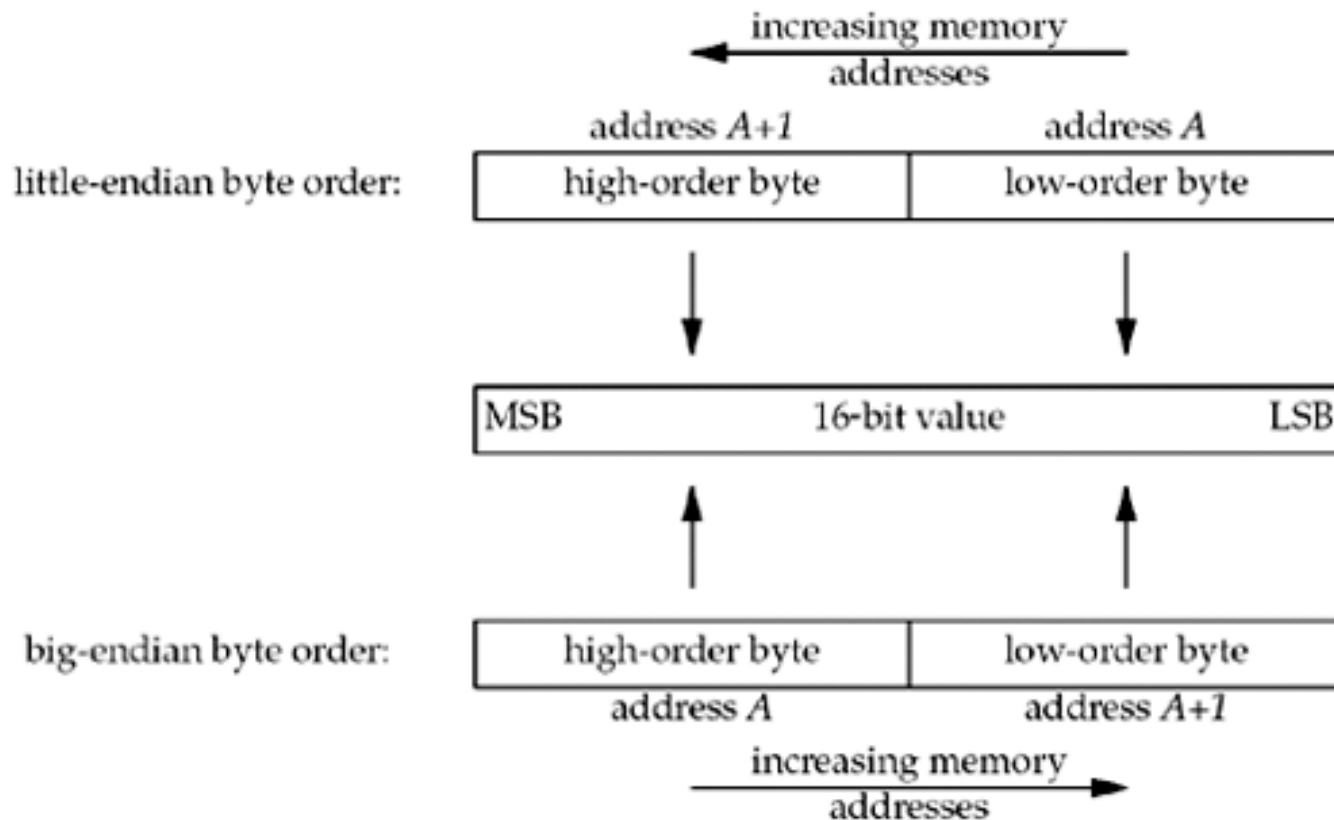 increasing memory
addresses
address A+1 address A
little-endian byte order: high-order byte low-order byte
MSB 16-bit value LSB
big-endian byte order: high-order byte low-order byte
address A address A+1
increasing memory
addresses